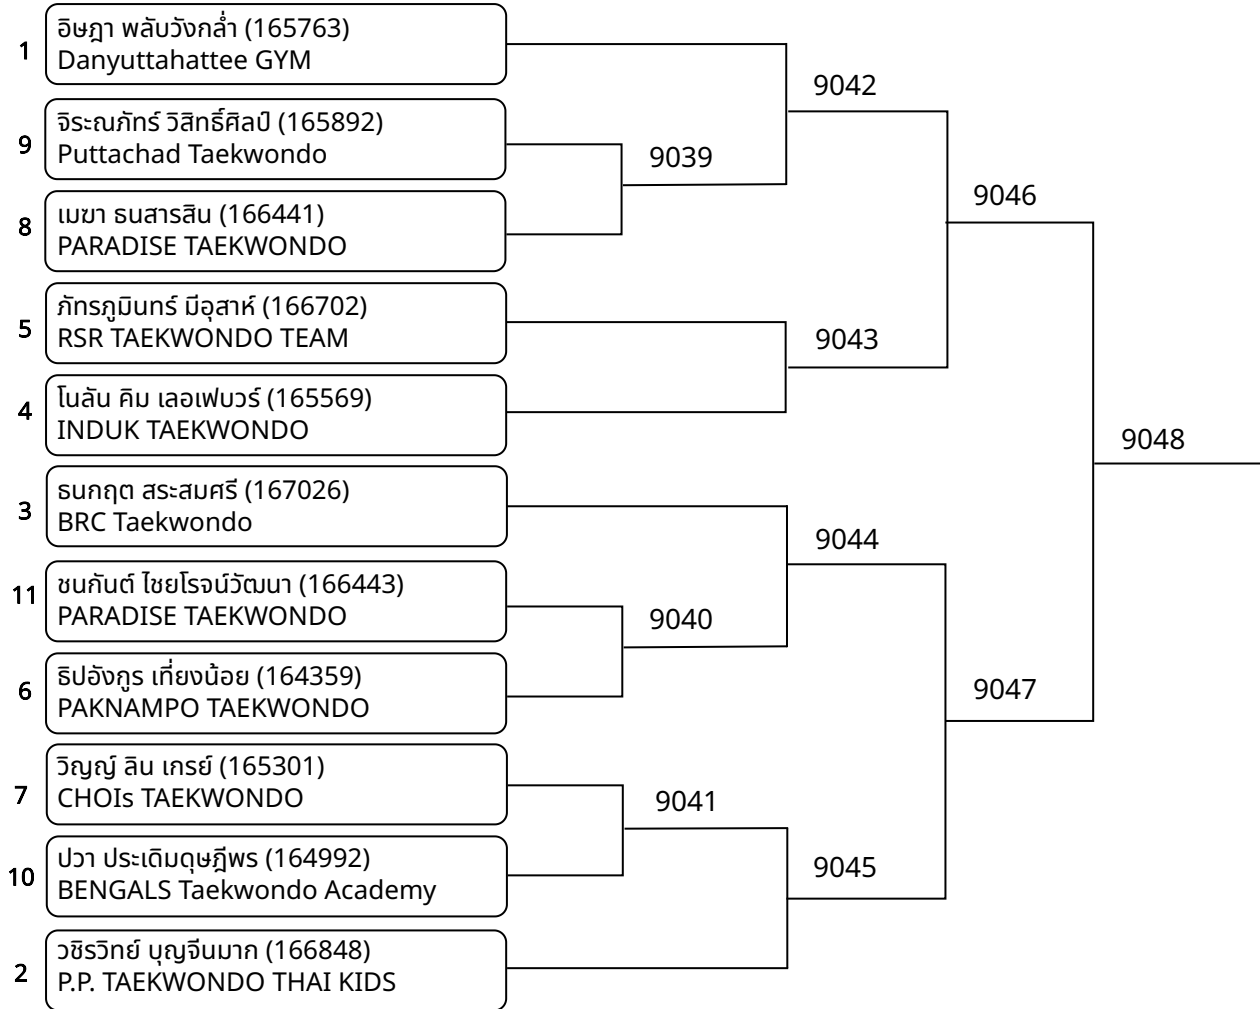 1
อิษฎา พลับวังกล่ำ (165763)
Danyuttahattee GYM
9
จิระณภัทร์ วิสิทธิ์ศิลป์ (165892)
Puttachad Taekwondo
8
เมฆา ธนสารสิน (166441)
PARADISE TAEKWONDO
5
ภัทรภูมินทร์ มีอุสาห์ (166702)
RSR TAEKWONDO TEAM
4
โนลัน คิม เลอเฟบวร์ (165569)
INDUK TAEKWONDO
3
ธนกฤต สระสมศรี (167026)
BRC Taekwondo
11
ชนกันต์ ไชยโรจน์วัฒนา (166443)
PARADISE TAEKWONDO
6
ธิปอังกูร เที่ยงน้อย (164359)
PAKNAMPO TAEKWONDO
7
วิญญ์ ลิน เกรย์ (165301)
CHOIs TAEKWONDO
10
ปวา ประเดิมดุษฎีพร (164992)
BENGALS Taekwondo Academy
2
วชิรวิทย์ บุญจีนมาก (166848)
P.P. TAEKWONDO THAI KIDS
9039
9040
9041
9042
9043
9044
9045
9046
9047
9048